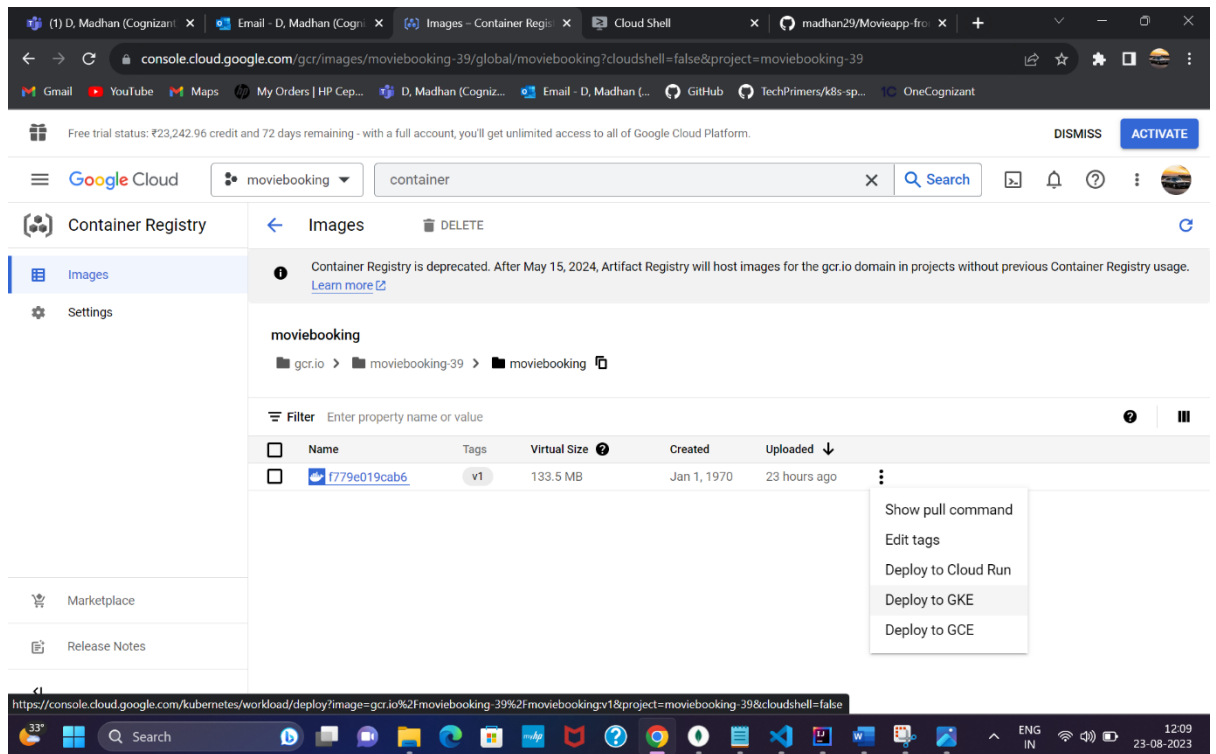 (1) D, Madhan (Cognizant
Email - D, Madhan (Cogni
Images – Container Regist
Cloud Shell
madhan29/Movieapp-fro
console.cloud.google.com/gcr/images/moviebooking-39/global/moviebooking?cloudshell=false&project=moviebooking-39
Gmail YouTube Maps My Orders | HP Cep... D, Madhan (Cogniz... Email - D, Madhan (... GitHub TechPrimers/k8s-sp... 1C OneCognizant
Free trial status: ₹23,242.96 credit and 72 days remaining - with a full account, you'll get unlimited access to all of Google Cloud Platform. DISMISS ACTIVATE
Google Cloud moviebooking container Search
Container Registry
Images DELETE
Images
Settings
Container Registry is deprecated. After May 15, 2024, Artifact Registry will host images for the gcr.io domain in projects without previous Container Registry usage.
Learn more
moviebooking
gcr.io > moviebooking-39 > moviebooking
Filter Enter property name or value
Name Tags Virtual Size Created Uploaded
f779e019cab6 v1 133.5 MB Jan 1, 1970 23 hours ago
Show pull command
Edit tags
Deploy to Cloud Run
Deploy to GKE
Deploy to GCE
Marketplace
Release Notes
https://console.cloud.google.com/kubernetes/workload/deploy?image=gcr.io%2Fmoviebooking-39%2Fmoviebooking:v1&project=moviebooking-39&cloudshell=false
33°
Search
myhp
ENG
IN
12:09
23-08-2023